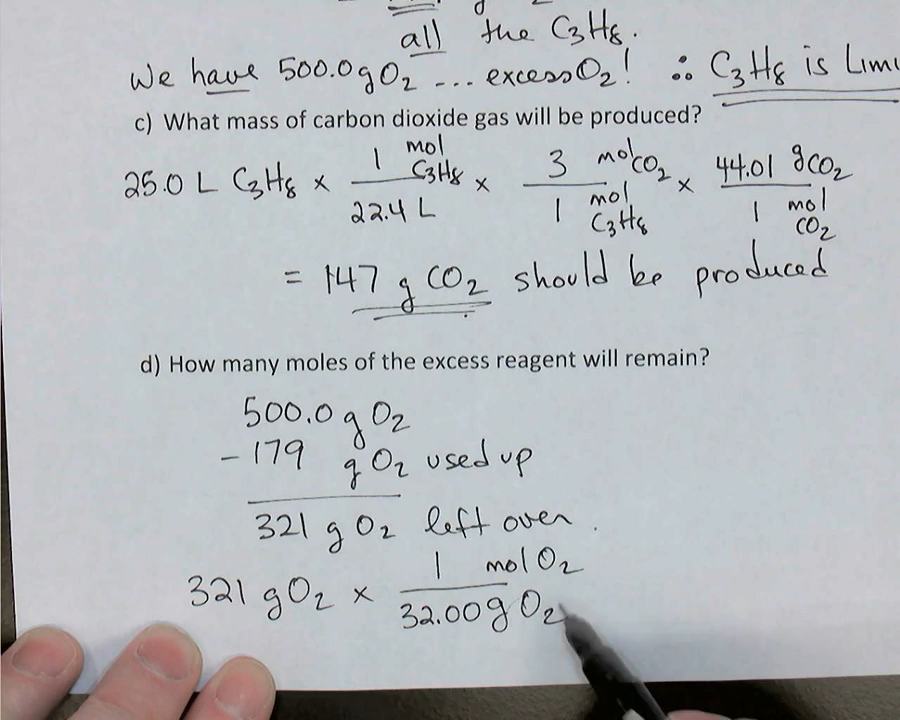 all the C3H8.
We have 500.0 g O2 ... excess O2! ∴ C3H8 is Limi
c) What mass of carbon dioxide gas will be produced?
25.0 L C3H8 × 1 mol C3H8 / 22.4 L × 3 mol CO2 / 1 mol C3H8 × 44.01 g CO2 / 1 mol CO2
= 147 g CO2 should be produced
d) How many moles of the excess reagent will remain?
500.0 g O2
- 179 g O2 used up
321 g O2 left over.
321 g O2 × 1 mol O2 / 32.00 g O2